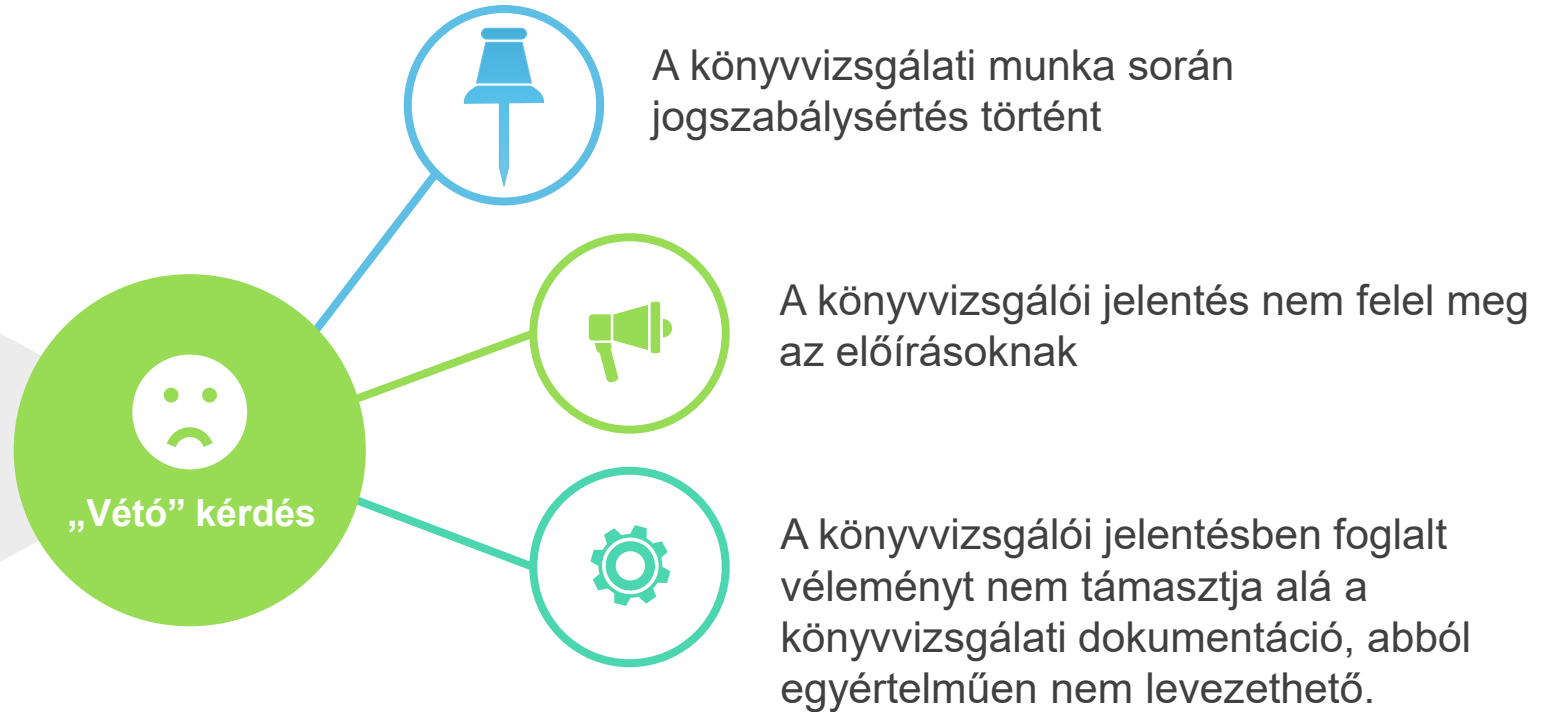 A könyvvizsgálati munka során
jogszabálysértés történt
A könyvvizsgálói jelentés nem felel meg
az előírásoknak
„Vétó” kérdés
A könyvvizsgálói jelentésben foglalt
véleményt nem támasztja alá a
könyvvizsgálati dokumentáció, abból
egyértelműen nem levezethető.